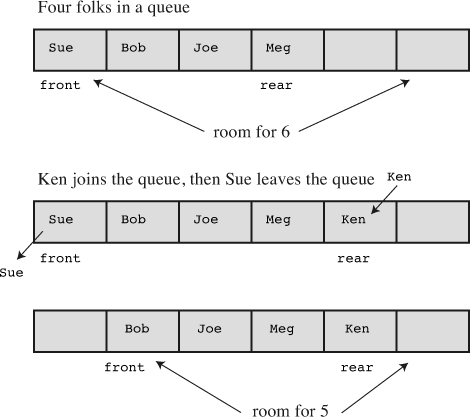 Four folks in a queue
Sue Bob Joe Meg
front rear
room for 6
Ken joins the queue, then Sue leaves the queue Ken
Sue Bob Joe Meg Ken
Sue front rear
Bob Joe Meg Ken
front rear
room for 5